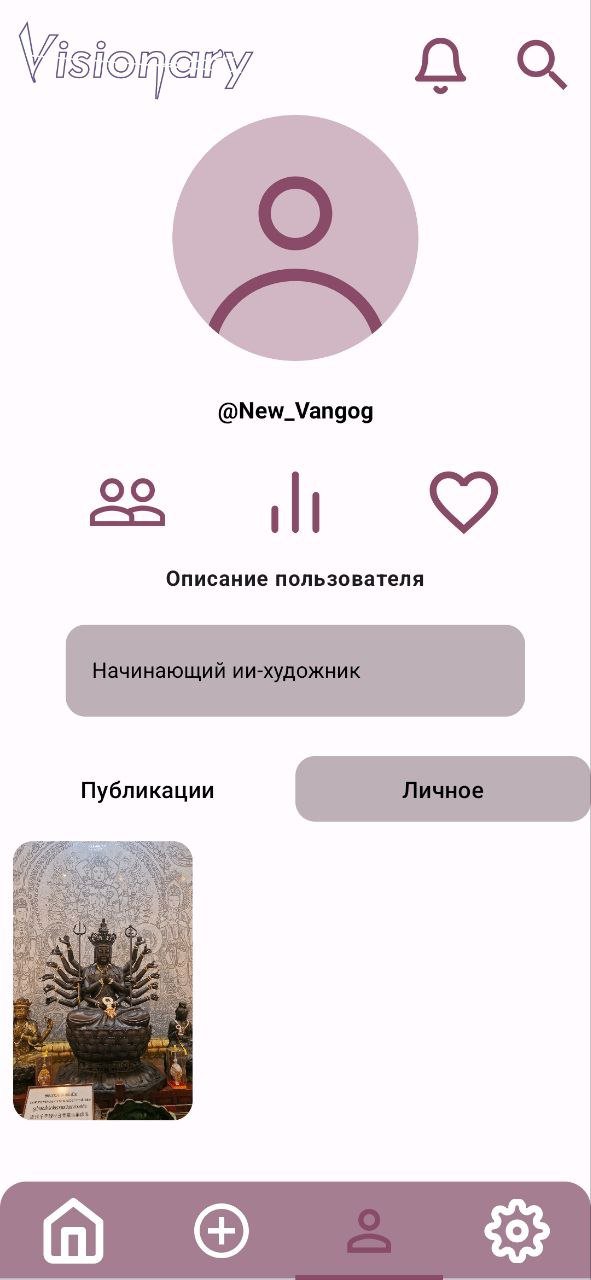 Visionary
@New_Vangog
Описание пользователя
Начинающий ии-художник
Публикации
Личное